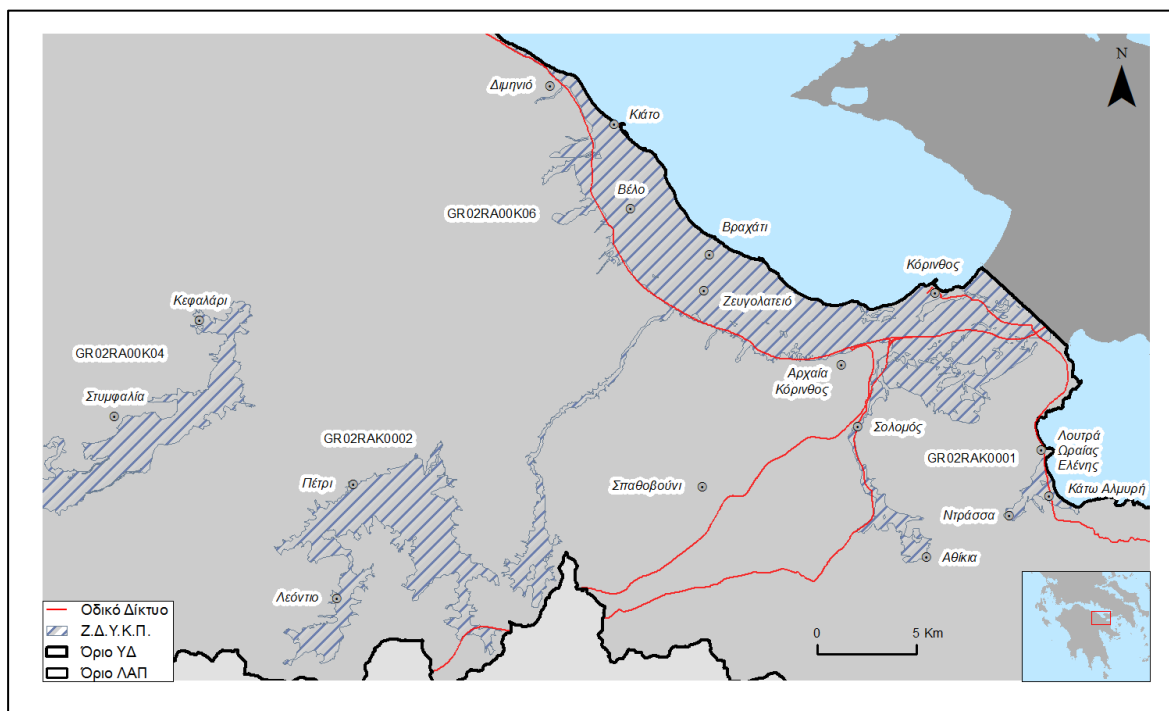 N
Διμηνιό
Κιάτο
Βέλο
GR02RA00K06
Βραχάτι
Κόρινθος
Ζευγολατειό
Κεφαλάρι
GR02RA00K04
Αρχαία
Κόρινθος
Στυμφαλία
Σολομός
GR02RAK0002
Λουτρά
Ωραίας
Ελένης
GR02RAK0001
Πέτρι
Σπαθοβούνι
Κάτω Αλμυρή
Ντράσσα
Αθίκια
Λεόντιο
Οδικό Δίκτυο
Ζ.Δ.Υ.Κ.Π.
Όριο ΥΔ
Όριο ΛΑΠ
0 5 Km